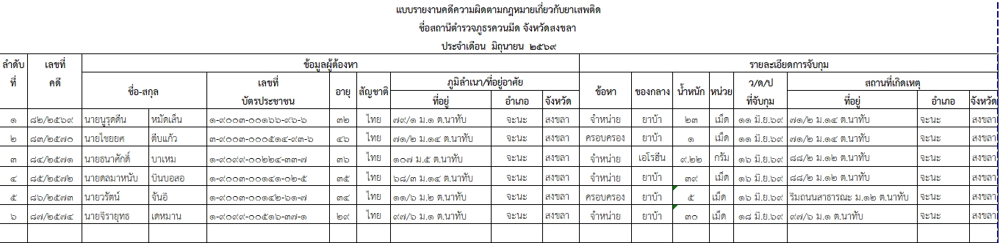 แบบรายงานคดีความผิดตามกฎหมายเกี่ยวกับยาเสพติด
ชื่อสถานีตำรวจภูธรควนมีด จังหวัดสงขลา
ประจำเดือน มิถุนายน ๒๕๖๙
ลำดับที่ เลขที่คดี ข้อมูลผู้ต้องหา รายละเอียดการจับกุม
ชื่อ-สกุล เลขที่บัตรประชาชน อายุ สัญชาติ ภูมิลำเนา/ที่อยู่อาศัย ข้อหา ของกลาง น้ำหนัก หน่วย ว/ด/ป ที่จับกุม สถานที่เกิดเหตุ
ที่อยู่ อำเภอ จังหวัด ที่อยู่ อำเภอ จังหวัด
๑ ๘๒/๒๕๖๙ นายนูรุดดีน หมัดเส็น ๑-๙๐๐๓-๐๐๑๖๖-๙๖-๖ ๓๒ ไทย ๗๙/๑ ม.๑ ต.นาทับ จะนะ สงขลา จำหน่าย ยาบ้า ๒๓ เม็ด ๑๑ มิ.ย.๖๙ ๗๑/๒ ม.๑๔ ต.นาทับ จะนะ สงขลา
๒ ๘๓/๒๕๗๐ นายไชยยศ ตีบแก้ว ๓-๙๐๐๓-๐๐๐๕๑๔-๙๓-๖ ๔๖ ไทย ๗๑/๒ ม.๑๔ ต.นาทับ จะนะ สงขลา ครอบครอง ยาบ้า ๑ เม็ด ๑๑ มิ.ย.๖๙ ๗๑/๒ ม.๑๔ ต.นาทับ จะนะ สงขลา
๓ ๘๔/๒๕๗๑ นายธนาศักดิ์ บาเหม ๑-๙๐๙๙-๐๐๒๒๔-๓๓-๗ ๓๖ ไทย ๑๐๗ ม.๕ ต.นาทับ จะนะ สงขลา จำหน่าย เฮโรฮีน ๙.๒๒ กรัม ๑๖ มิ.ย.๖๙ ๘๘/๒ ม.๑๒ ต.นาทับ จะนะ สงขลา
๔ ๘๕/๒๕๗๒ นายดลมาหนับ บินบอสอ ๑-๙๐๐๓-๐๐๑๔๑-๐๒-๕ ๓๕ ไทย ๖๘/๓ ม.๑๔ ต.นาทับ จะนะ สงขลา จำหน่าย ยาบ้า ๓๙ เม็ด ๑๖ มิ.ย.๖๙ ๘๘/๒ ม.๑๒ ต.นาทับ จะนะ สงขลา
๕ ๘๖/๒๕๗๓ นายวรัตน์ จันอิ ๑-๙๐๐๓-๐๐๑๔๒-๖๑-๗ ๓๔ ไทย ๑๑/๖ ม.๒ ต.นาทับ จะนะ สงขลา ครอบครอง ยาบ้า ๕ เม็ด ๑๖ มิ.ย.๖๙ ริมถนนสาธารณะ ม.๑๒ ต.นาทับ จะนะ สงขลา
๖ ๘๗/๒๕๗๔ นายจิรายุทธ เดหมาน ๑-๙๐๙๙-๐๐๕๑๖-๓๗-๑ ๒๙ ไทย ๙๗/๖ ม.๑ ต.นาทับ จะนะ สงขลา จำหน่าย ยาบ้า ๓๐ เม็ด ๑๘ มิ.ย.๖๙ ๙๗/๖ ม.๑ ต.นาทับ จะนะ สงขลา